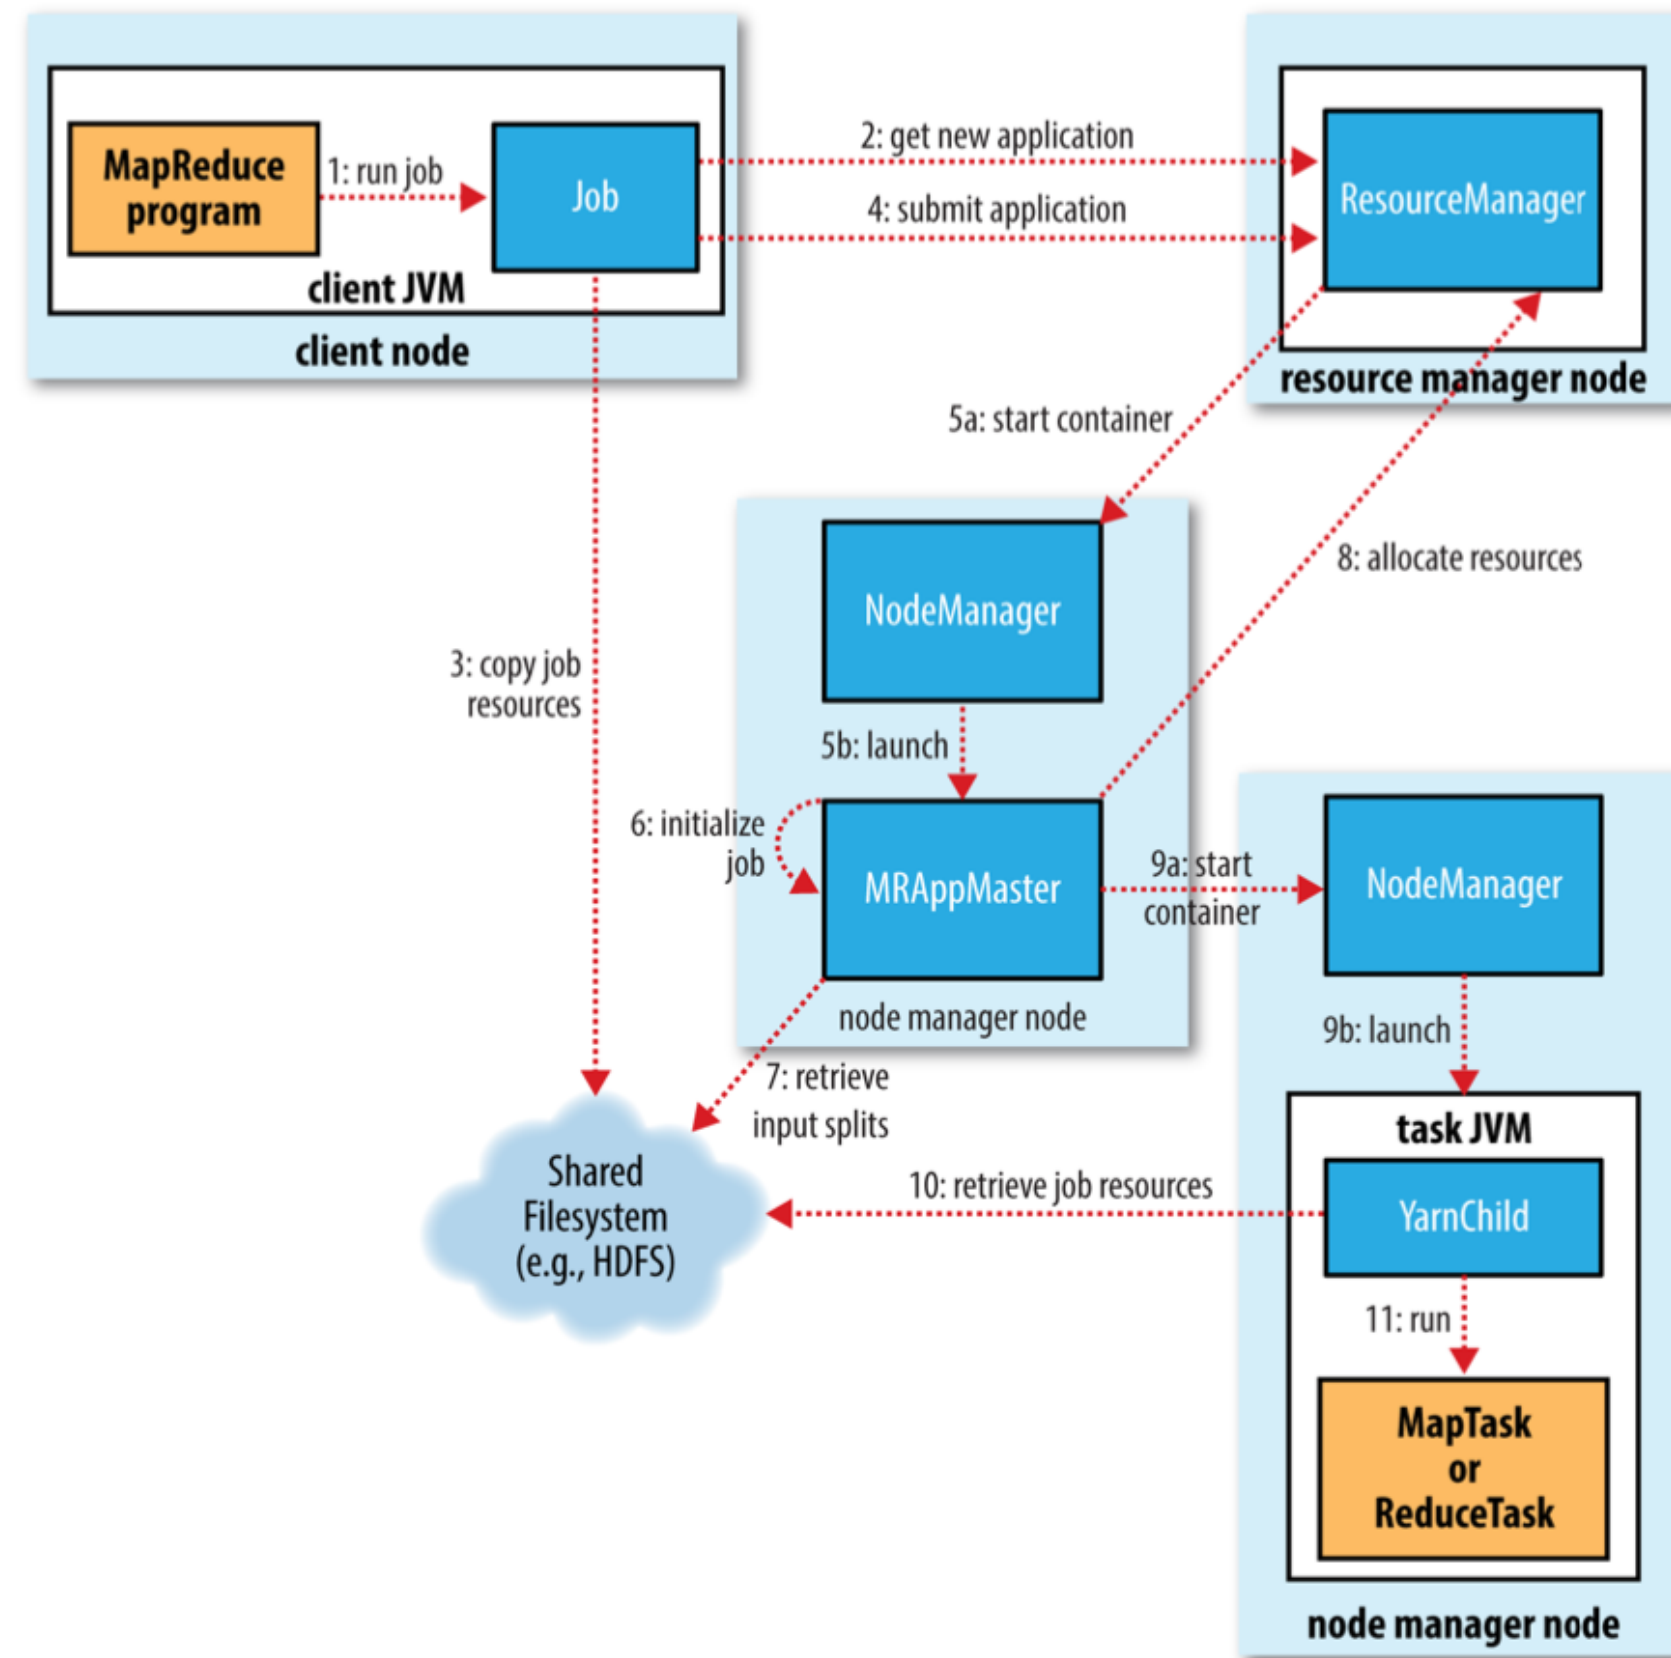 MapReduce
program
1: run job
Job
client JVM
client node
2: get new application
4: submit application
ResourceManager
resource manager node
5a: start container
3: copy job
resources
NodeManager
5b: launch
6: initialize
job
MRAppMaster
node manager node
8: allocate resources
9a: start
container
NodeManager
9b: launch
7: retrieve
input splits
Shared
Filesystem
(e.g., HDFS)
10: retrieve job resources
task JVM
YarnChild
11: run
MapTask
or
ReduceTask
node manager node